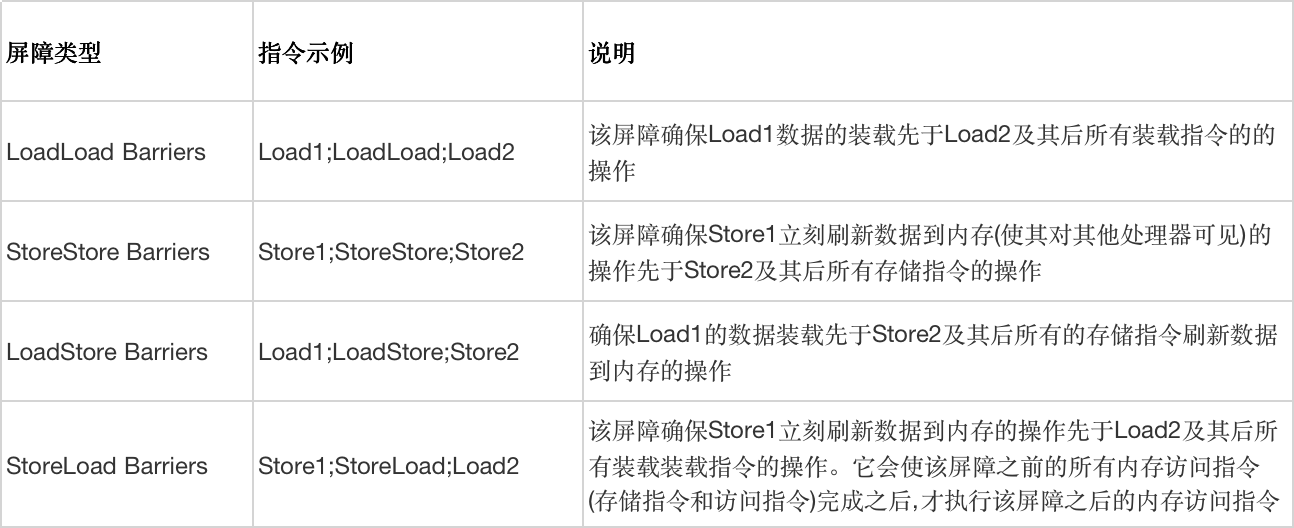 屏障类型 指令示例 说明
LoadLoad Barriers Load1;LoadLoad;Load2 该屏障确保Load1数据的装载先于Load2及其后所有装载指令的的
操作
StoreStore Barriers Store1;StoreStore;Store2 该屏障确保Store1立刻刷新数据到内存(使其对其他处理器可见)的
操作先于Store2及其后所有存储指令的操作
LoadStore Barriers Load1;LoadStore;Store2 确保Load1的数据装载先于Store2及其后所有的存储指令刷新数据
到内存的操作
StoreLoad Barriers Store1;StoreLoad;Load2 该屏障确保Store1立刻刷新数据到内存的操作先于Load2及其后所
有装载装载指令的操作。它会使该屏障之前的所有内存访问指令
(存储指令和访问指令)完成之后,才执行该屏障之后的内存访问指令